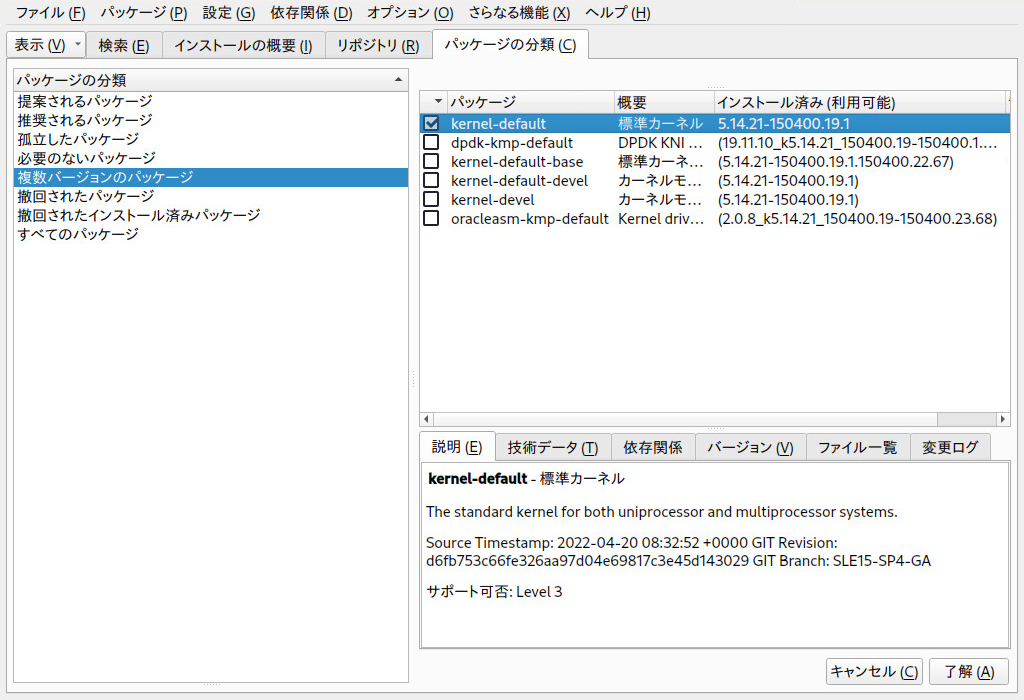 ファイル (F) パッケージ (P) 設定 (G) 依存関係 (D) オプション (O) さらなる機能 (X) ヘルプ (H)
表示 (V) 検索 (E) インストールの概要 (I) リポジトリ (R) パッケージの分類 (C)
パッケージの分類
提案されるパッケージ
推奨されるパッケージ
孤立したパッケージ
必要のないパッケージ
複数バージョンのパッケージ
撤回されたパッケージ
撤回されたインストール済みパッケージ
すべてのパッケージ
パッケージ 概要 インストール済み (利用可能)
kernel-default 標準カーネル 5.14.21-150400.19.1
dpdk-kmp-default DPDK KNI ... (19.11.10_k5.14.21_150400.19-150400.1....
kernel-default-base 標準カーネ... (5.14.21-150400.19.1.150400.22.67)
kernel-default-devel カーネルモ... (5.14.21-150400.19.1)
kernel-devel カーネルモ... (5.14.21-150400.19.1)
oracleasm-kmp-default Kernel driv... (2.0.8_k5.14.21_150400.19-150400.23.68)
説明 (E) 技術データ (T) 依存関係 バージョン (V) ファイル一覧 変更ログ
kernel-default - 標準カーネル
The standard kernel for both uniprocessor and multiprocessor systems.
Source Timestamp: 2022-04-20 08:32:52 +0000 GIT Revision:
d6fb753c66fe326aa97d04e69817c3e45d143029 GIT Branch: SLE15-SP4-GA
サポート可否: Level 3
キャンセル (C) 了解 (A)